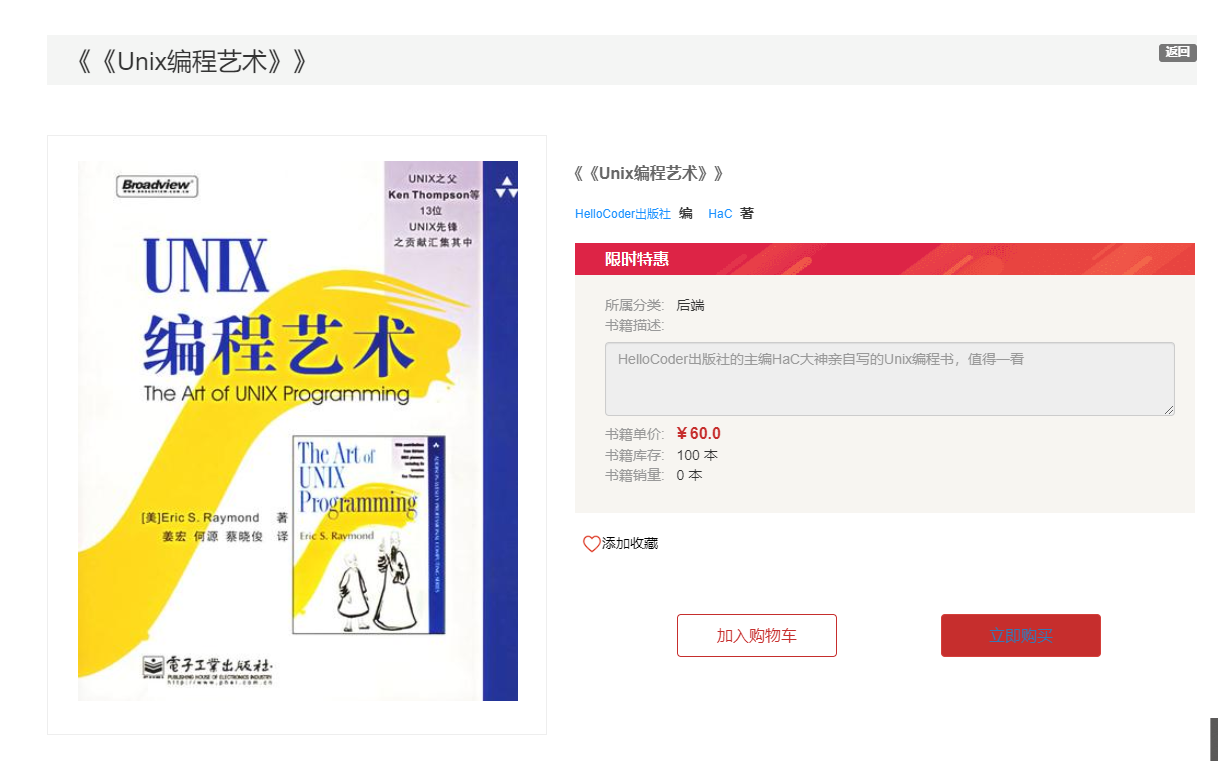 《《Unix编程艺术》》
返回
Broadview®
www.broadview.com.cn
UNIX之父
Ken Thompson等
13位
UNIX先锋
之贡献汇集其中
UNIX
编程艺术
The Art of UNIX Programming
The Art of
UNIX
Programming
Eric S. Raymond
[美]Eric S. Raymond 著
姜宏 何源 蔡晓俊 译
電子工業出版社·
PUBLISHING HOUSE OF ELECTRONICS INDUSTRY
http://www.phei.com.cn
《《Unix编程艺术》》
HelloCoder出版社 编 HaC 著
限时特惠
所属分类: 后端
书籍描述:
HelloCoder出版社的主编HaC大神亲自写的Unix编程书，值得一看
书籍单价: ￥60.0
书籍库存: 100 本
书籍销量: 0 本
添加收藏
加入购物车
立即购买